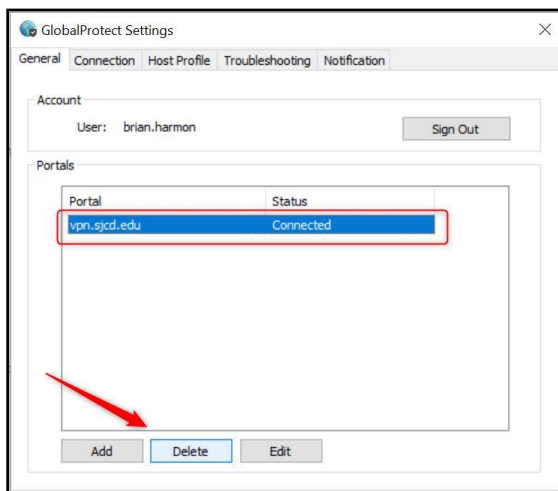 GlobalProtect Settings
General Connection Host Profile Troubleshooting Notification
Account
User: brian.harmon Sign Out
Portals
Portal Status
vpn.sjcd.edu Connected
Add Delete Edit